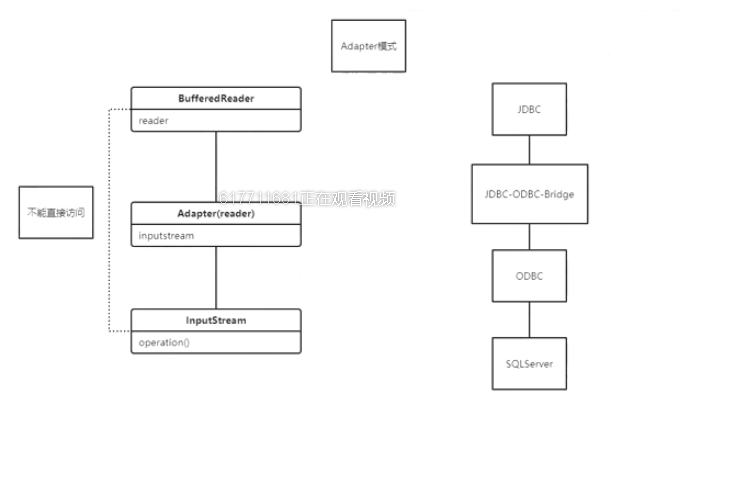 Adapter模式
BufferedReader
reader
不能直接访问
617711681正在观看视频
Adapter(reader)
inputstream
InputStream
operation()
JDBC
JDBC-ODBC-Bridge
ODBC
SQLServer